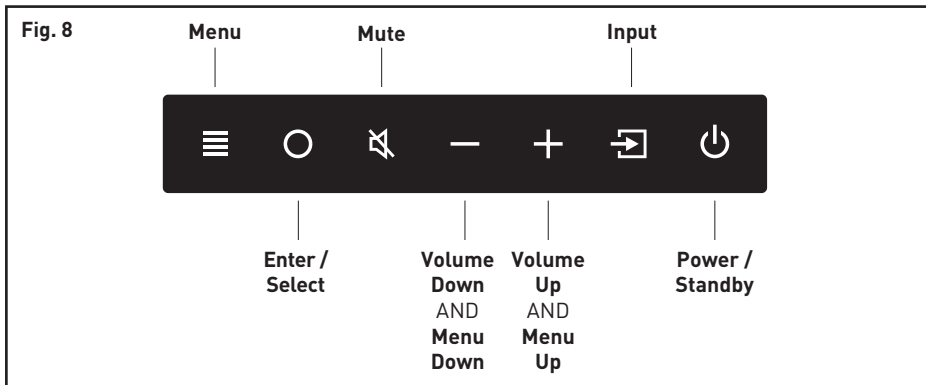 Fig. 8
Menu
Mute
Input
Enter /
Select
Volume
Down
AND
Menu
Down
Volume
Up
AND
Menu
Up
Power /
Standby